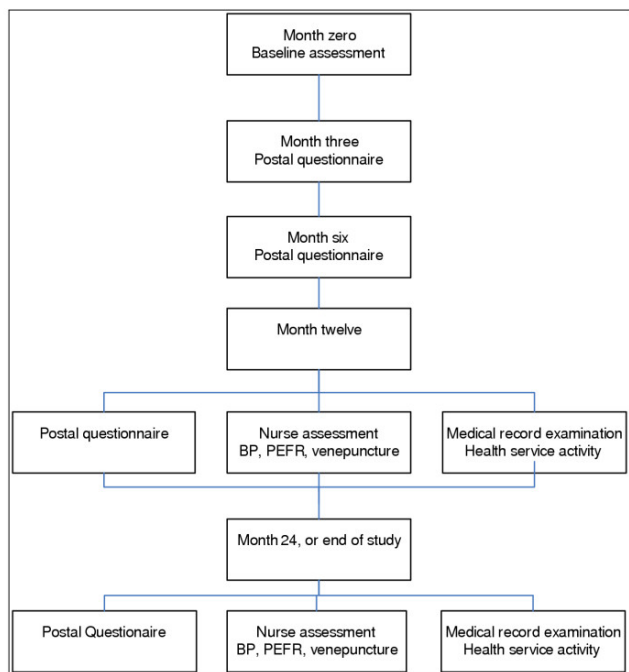 Month zero
Baseline assessment
Month three
Postal questionnaire
Month six
Postal questionnaire
Month twelve
Postal questionnaire
Nurse assessment
BP, PEFR, venepuncture
Medical record examination
Health service activity
Month 24, or end of study
Postal Questionaire
Nurse assessment
BP, PEFR, venepuncture
Medical record examination
Health service activity